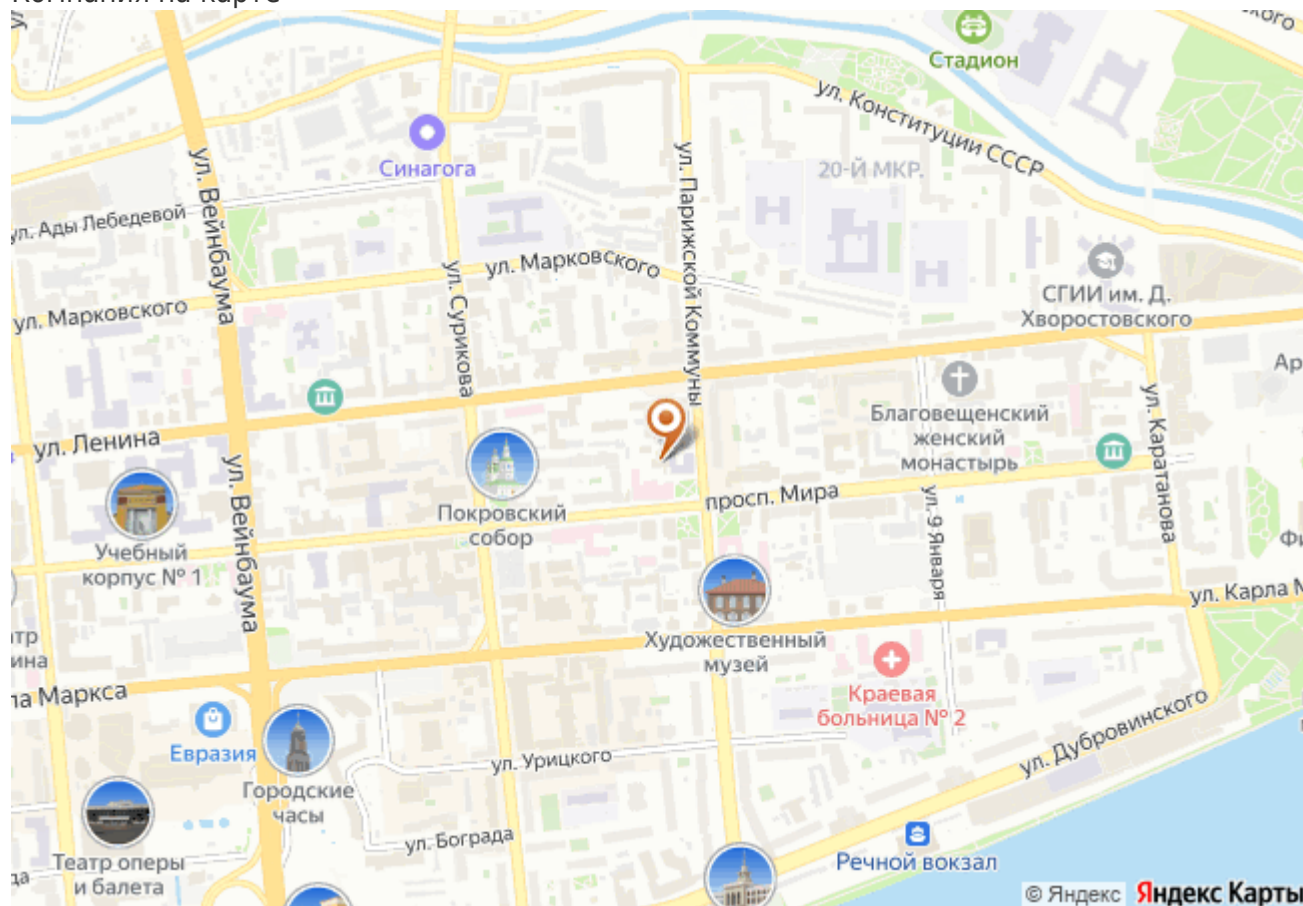 Компания на карте
Стадион
ул. Конституции СССР
20-Й МКР.
Синагога
ул. Парижской Коммуны
ул. Вейнбаума
ул. Ады Лебедевой
ул. Марковского
ул. Сурикова
СГИИ им. Д.
Хворостовского
ул. Марковского
Благовещенский
женский
монастырь
ул. Каратанова
ул. Ленина
ул. Вейнбаума
Покровский
собор
просп. Мира
ул. 9 Января
Учебный
корпус № 1
ул. Карла М
Художественный
музей
ла Маркса
Краевая
больница № 2
Евразия
ул. Урицкого
ул. Дубровинского
Городские
часы
ул. Бограда
Театр оперы
и балета
Речной вокзал
© Яндекс Яндекс Карты